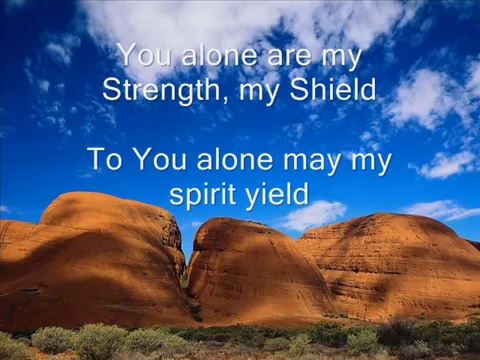 You alone are my
Strength, my Shield
To You alone may my
spirit yield